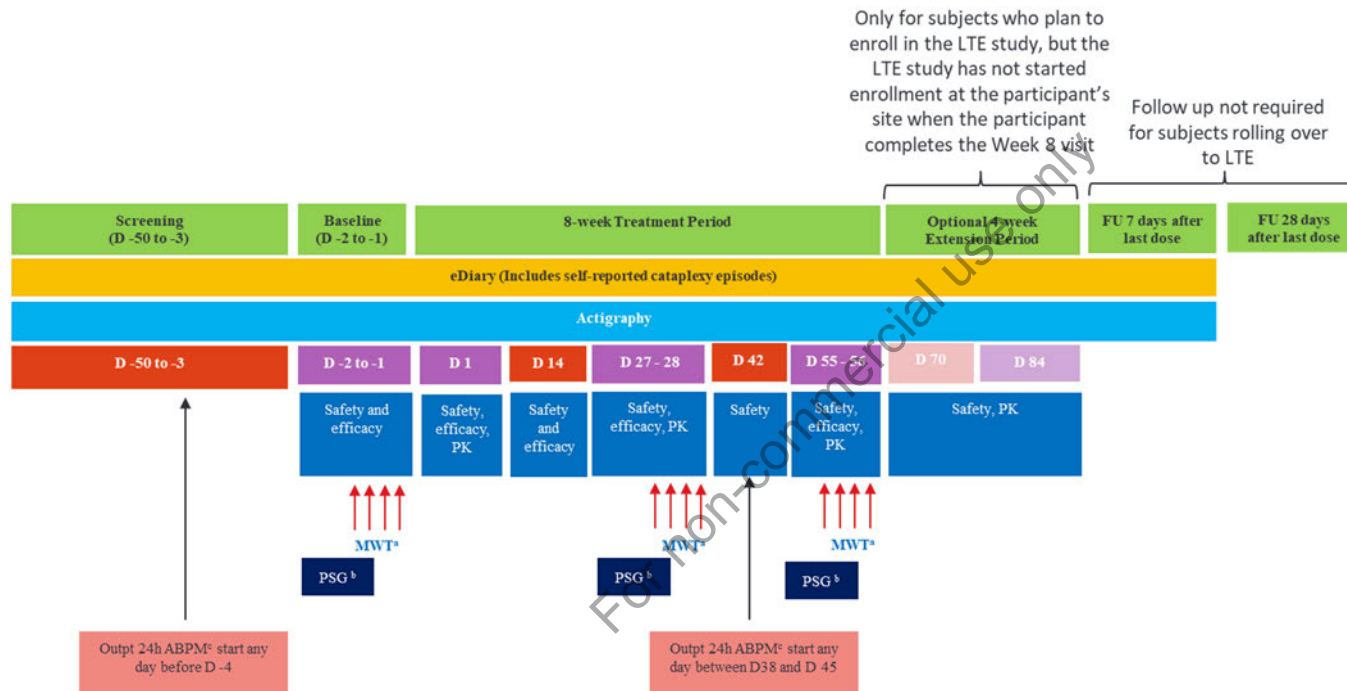 Only for subjects who plan to
enroll in the LTE study, but the
LTE study has not started
enrollment at the participant's
site when the participant
completes the Week 8 visit
Follow up not required
for subjects rolling over
to LTE
Screening
(D -50 to -3)
Baseline
(D -2 to -1)
8-week Treatment Period
Optional 4-week
Extension Period
FU 7 days after
last dose
FU 28 days
after last dose
eDiary (Includes self-reported cataplexy episodes)
Actigraphy
D -50 to -3
D -2 to -1
D 1
D 14
D 27 - 28
D 42
D 55 - 56
D 70
D 84
Safety and
efficacy
Safety,
efficacy,
PK
Safety
and
efficacy
Safety,
efficacy, PK
Safety
Safety,
efficacy,
PK
Safety, PK
MWTᵃ
MWTᵃ
MWTᵃ
PSG ᵇ
PSG ᵇ
PSG ᵇ
Outpt 24h ABPMᶜ start any
day before D -4
Outpt 24h ABPMᶜ start any
day between D38 and D 45
For non-commercial use only